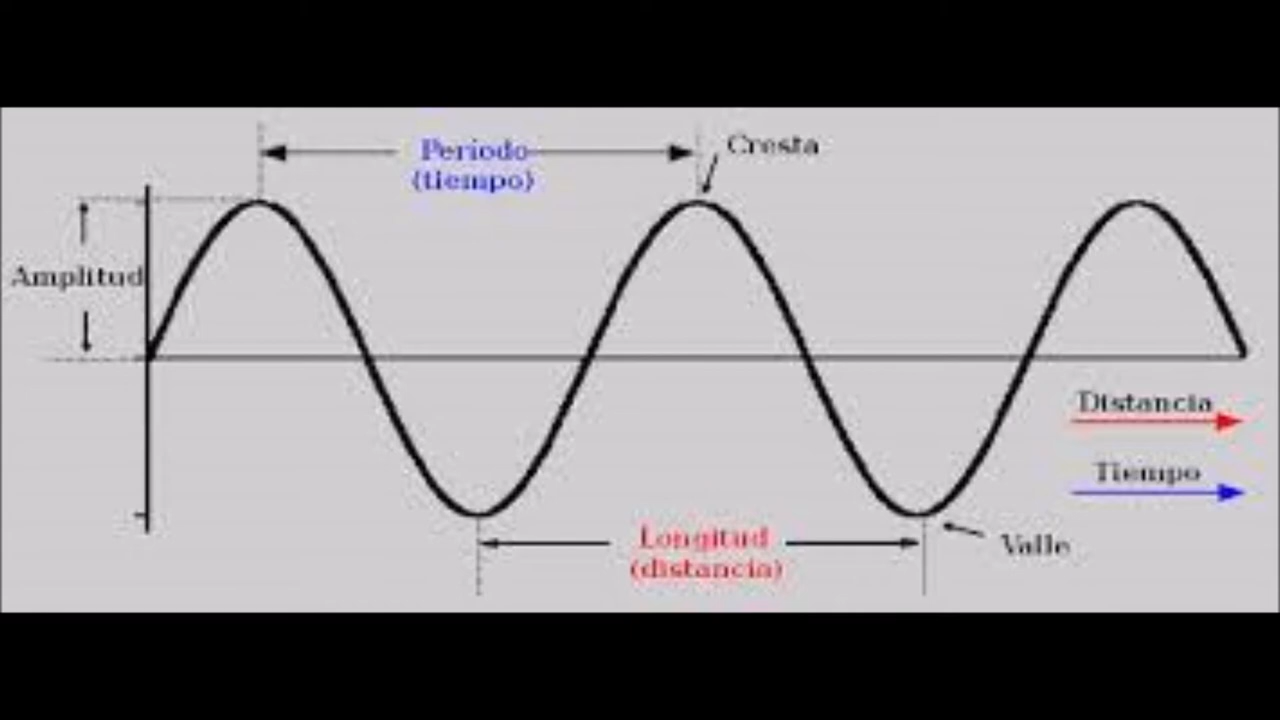 Periodo
(tiempo)
Cresta
Amplitud
Distancia
Tiempo
Longitud
(distancia)
Valle